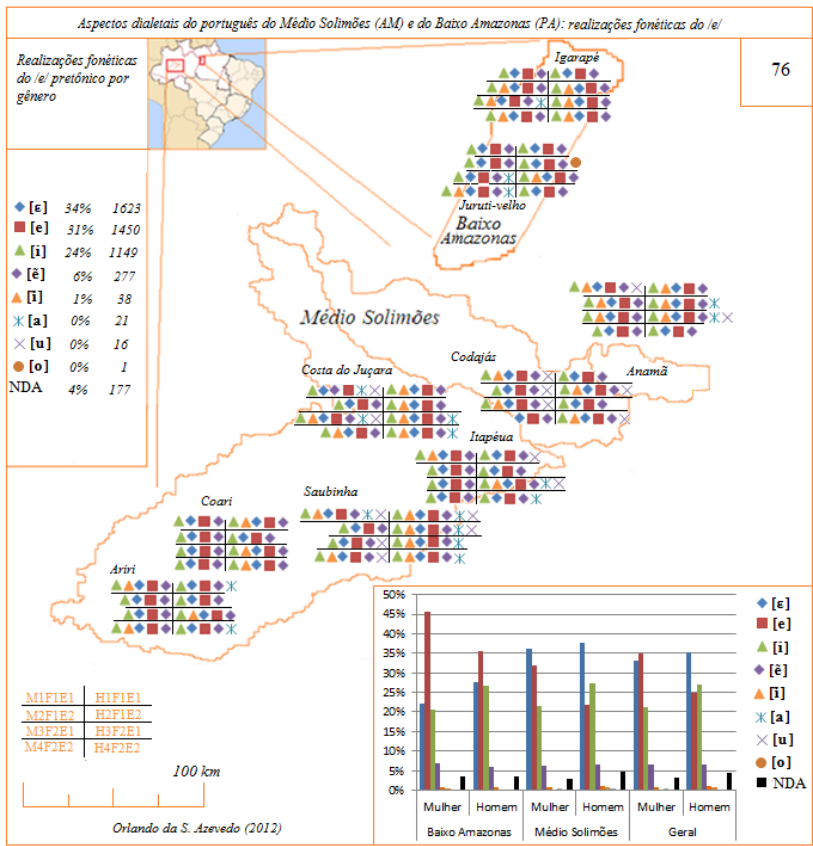 Aspectos dialetais do português do Médio Solimões (AM) e do Baixo Amazonas (PA): realizações fonéticas do /e/
Realizações fonéticas
do /e/ pretônico por
gênero
76
Igarapé
Juruti-velho
Baixo
Amazonas
[ɛ] 34% 1623
[e] 31% 1450
[i] 24% 1149
[ẽ] 6% 277
[ĩ] 1% 38
[a] 0% 21
[u] 0% 16
[o] 0% 1
NDA 4% 177
Médio Solimões
Costa do Juçara
Codajás
Anamã
Itapéua
Saubinha
Coari
Ariri
M1F1E1 H1F1E1
M2F1E2 H2F1E2
M3F2E1 H3F2E1
M4F2E2 H4F2E2
100 km
Orlando da S. Azevedo (2012)
50%
45%
40%
35%
30%
25%
20%
15%
10%
5%
0%
Mulher Homem Mulher Homem Mulher Homem
Baixo Amazonas Médio Solimões Geral
[ɛ]
[e]
[i]
[ẽ]
[ĩ]
[a]
[u]
[o]
NDA